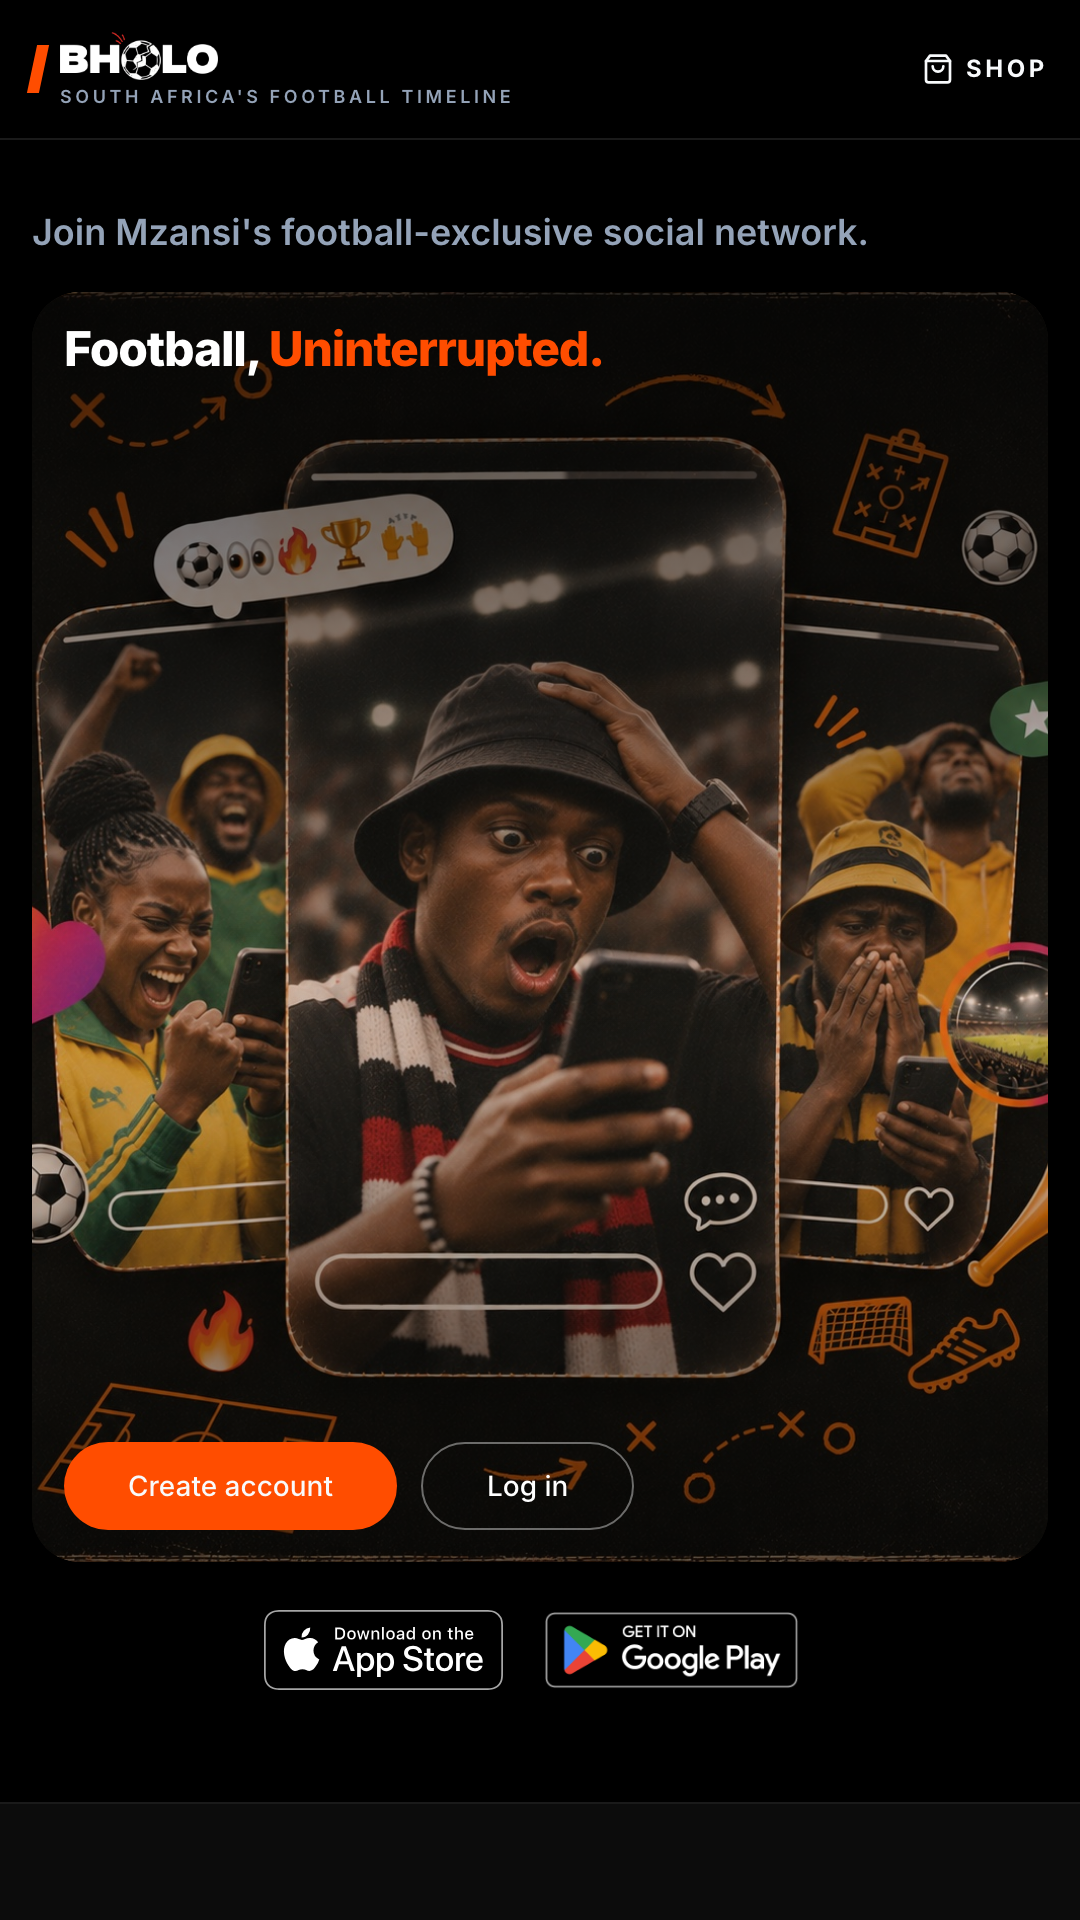 BHOLO
SOUTH AFRICA'S FOOTBALL TIMELINE
SHOP
Join Mzansi's football-exclusive social network.
Football, Uninterrupted.
Create account
Log in
Download on the
App Store
GET IT ON
Google Play